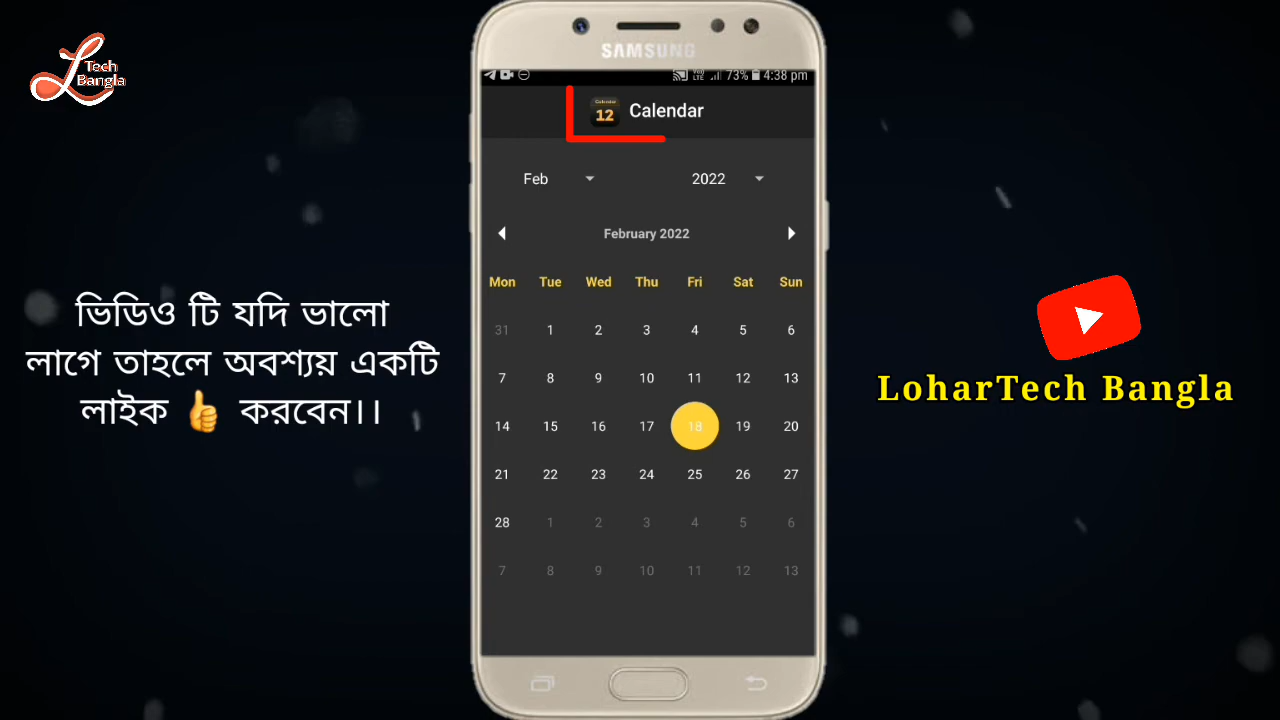 Tech
Bangla
SAMSUNG
VoLTE 73% 4:38 pm
Calendar
12
Calendar
Feb 2022
February 2022
Mon Tue Wed Thu Fri Sat Sun
31 1 2 3 4 5 6
7 8 9 10 11 12 13
14 15 16 17 18 19 20
21 22 23 24 25 26 27
28 1 2 3 4 5 6
7 8 9 10 11 12 13
ভিডিও টি যদি ভালো
লাগে তাহলে অবশ্যয় একটি
লাইক 👍 করবেন।।
LoharTech Bangla